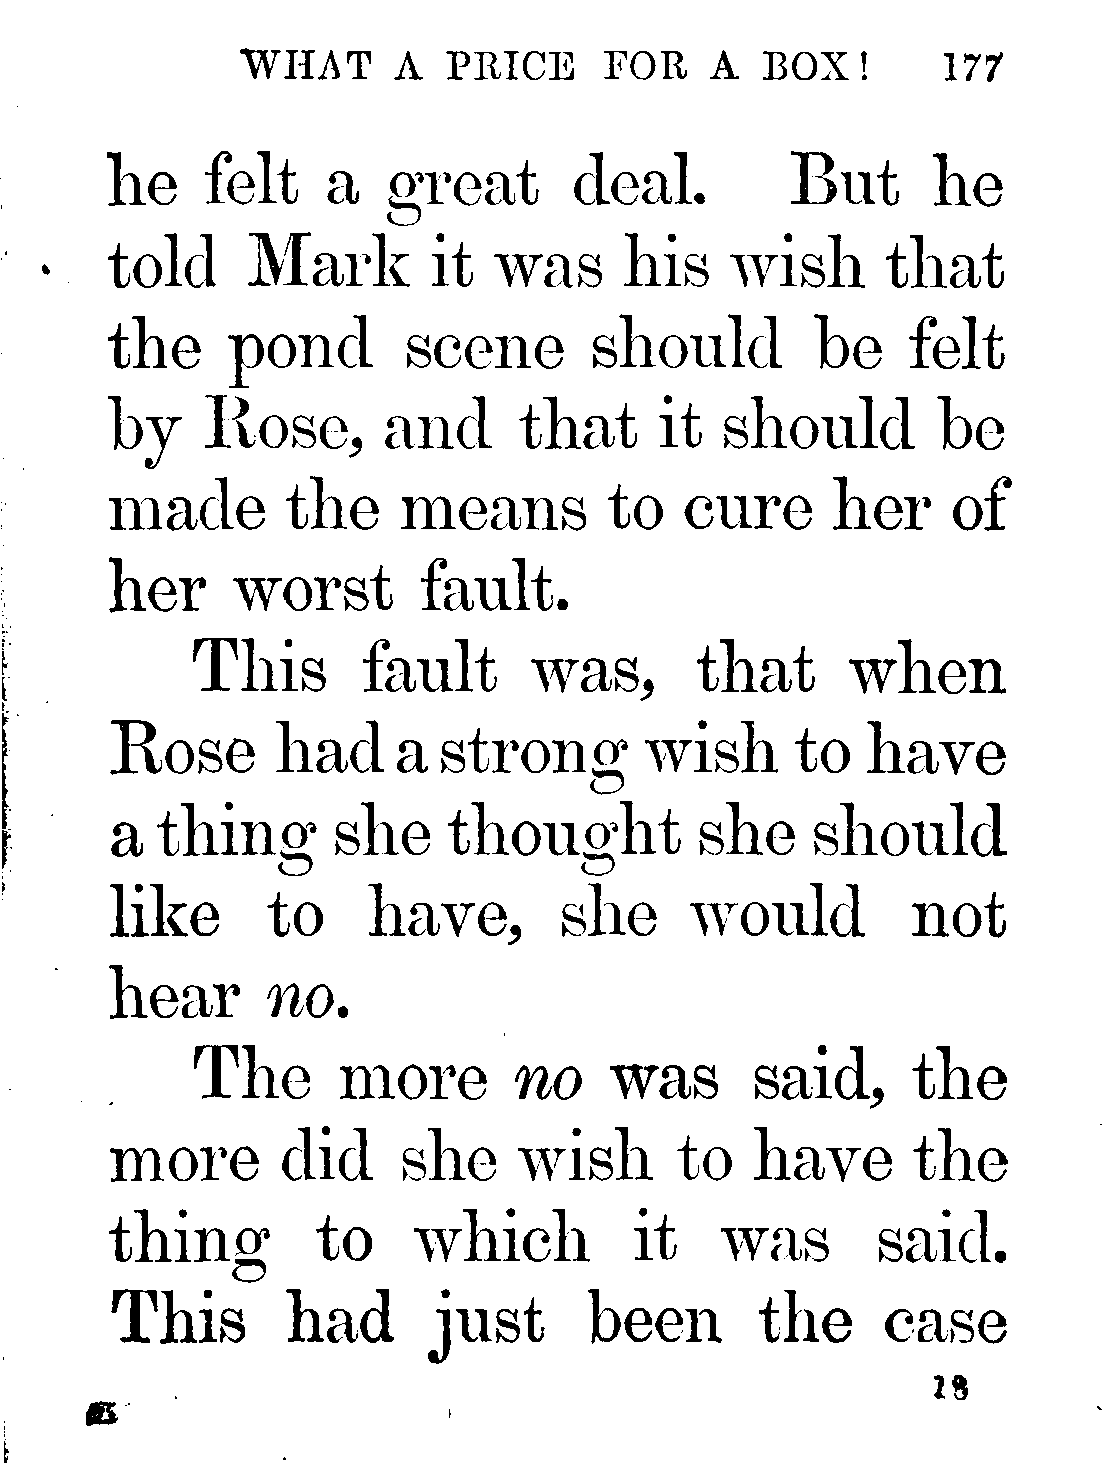 WHAT A PRICE FOR A BOX! 177
he felt a great deal. But he
told Mark it was his wish that
the pond scene should be felt
by Rose, and that it should be
made the means to cure her of
her worst fault.
This fault was, that when
Rose had a strong wish to have
a thing she thought she should
like to have, she would not
hear no.
The more no was said, the
more did she wish to have the
thing to which it was said.
This had just been the case